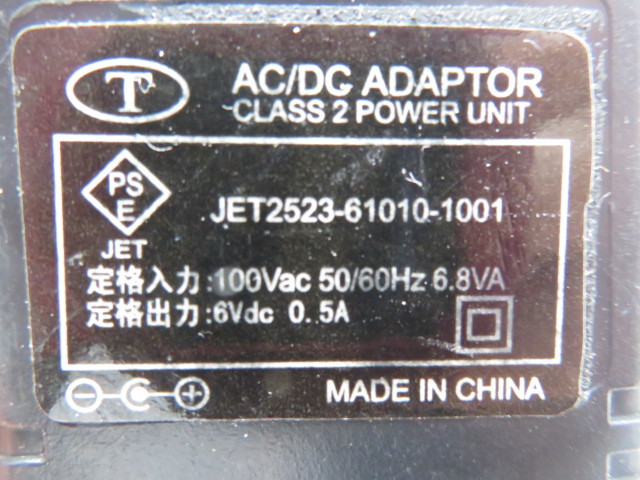 T
AC/DC ADAPTOR
CLASS 2 POWER UNIT
PS
E
JET
JET2523-61010-1001
定格入力:100Vac 50/60Hz 6.8VA
定格出力:6Vdc 0.5A
MADE IN CHINA